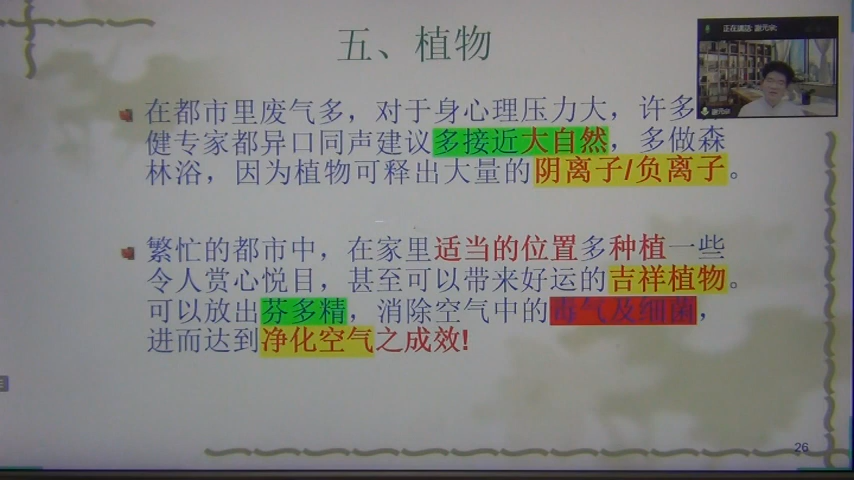 五、植物
正在讲话:
在都市里废气多，对于身心理压力大，许多
健专家都异口同声建议多接近大自然，多做森
林浴，因为植物可释出大量的阴离子/负离子。
繁忙的都市中，在家里适当的位置多种植一些
令人赏心悦目，甚至可以带来好运的吉祥植物。
可以放出芬多精，消除空气中的毒气及细菌，
进而达到净化空气之成效!
26